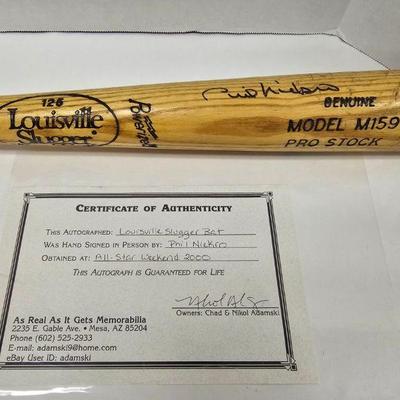 125
Louisville
Slugger
Powerized
Phil Niekro
GENUINE
MODEL M159
PRO STOCK
CERTIFICATE OF AUTHENTICITY
THIS AUTOGRAPHED: Louisville Slugger Bat
WAS HAND SIGNED IN PERSON BY: Phil Niekro
OBTAINED AT: All-Star Weekend 2000
THIS AUTOGRAPH IS GUARANTEED FOR LIFE
Owners: Chad & Nikol Adamski
As Real As It Gets Memorabilia
2235 E. Gable Ave. • Mesa, AZ 85204
Phone (602) 525-2933
E-mail: adamski9@home.com
eBay User ID: adamski